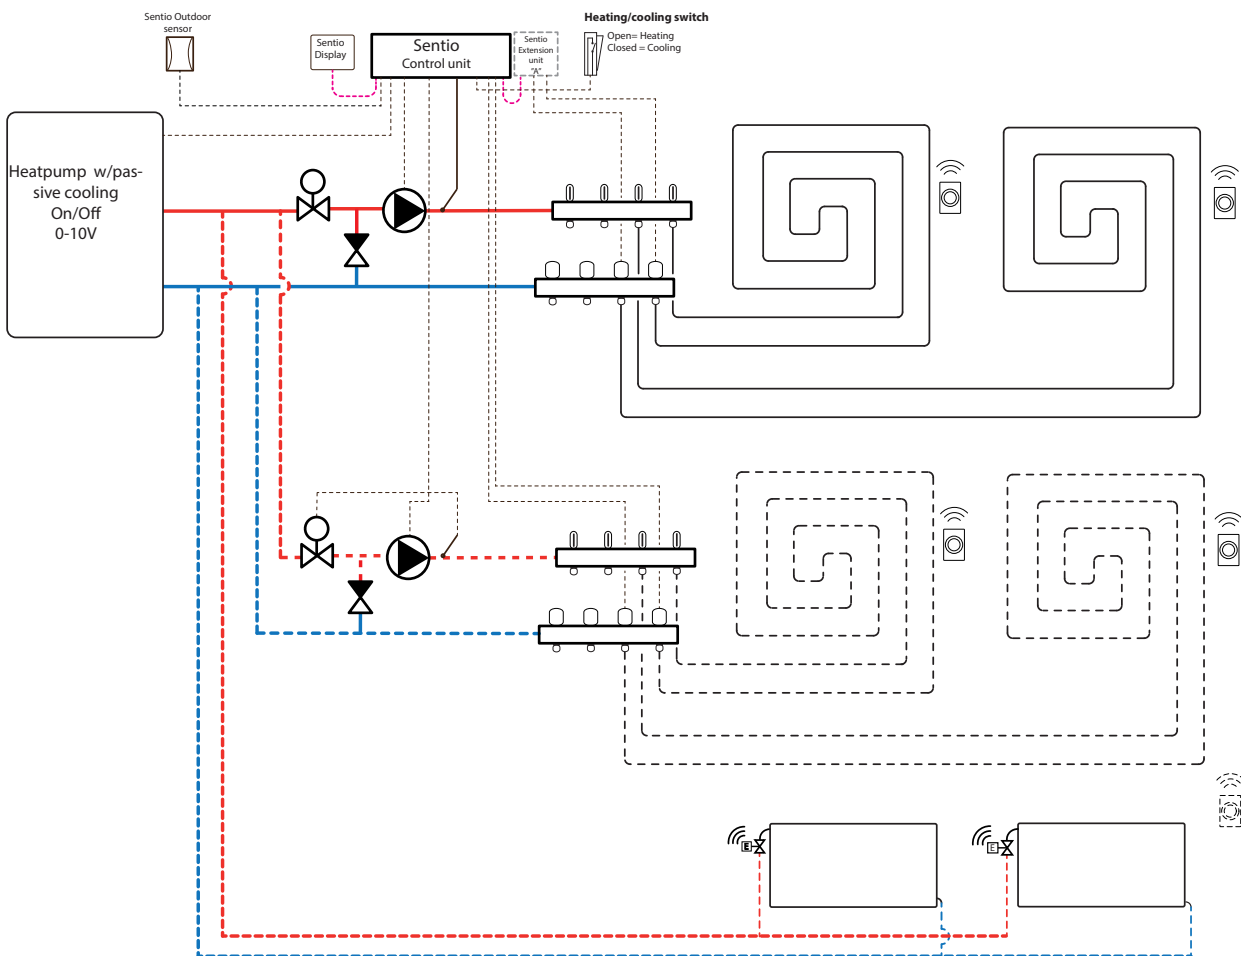 Sentio Outdoor
sensor
Sentio
Display
Sentio
Control unit
Sentio
Extension
unit
"A"
Heating/cooling switch
Open= Heating
Closed = Cooling
Heatpump w/pas-
sive cooling
On/Off
0-10V
E
E